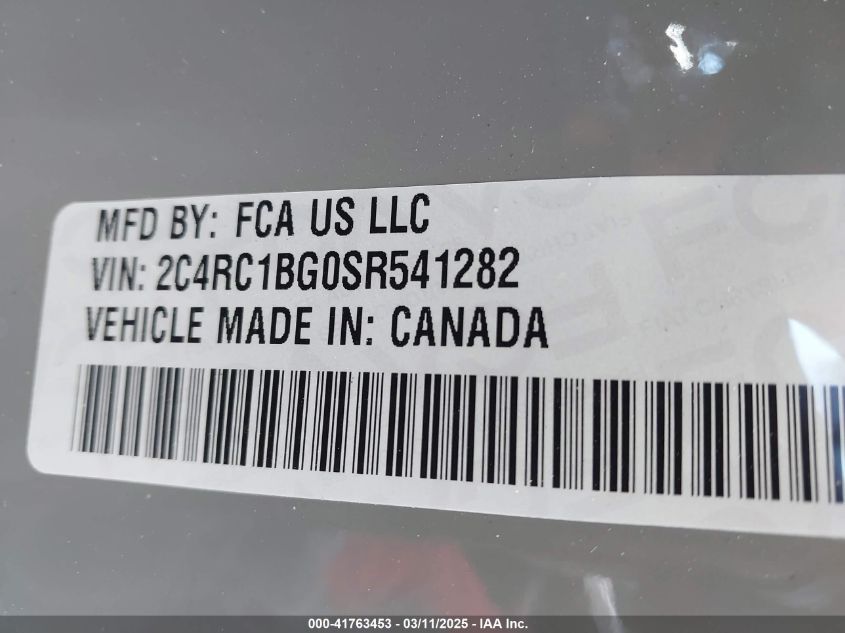 MFD BY: FCA US LLC
VIN: 2C4RC1BG0SR541282
VEHICLE MADE IN: CANADA
000-41763453 - 03/11/2025 - IAA Inc.